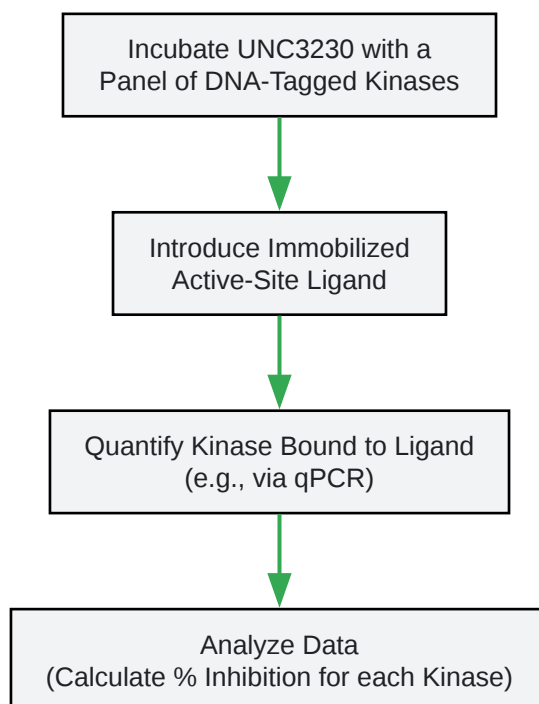 Incubate UNC3230 with a
Panel of DNA-Tagged Kinases
Introduce Immobilized
Active-Site Ligand
Quantify Kinase Bound to Ligand
(e.g., via qPCR)
Analyze Data
(Calculate % Inhibition for each Kinase)